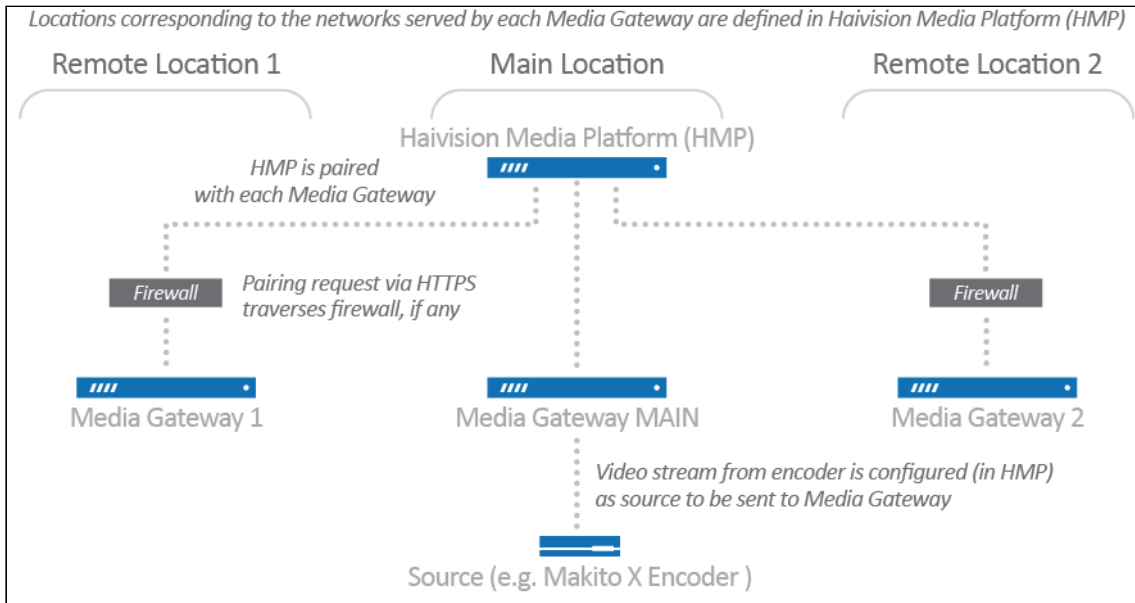 Locations corresponding to the networks served by each Media Gateway are defined in Haivision Media Platform (HMP)
Remote Location 1
Main Location
Remote Location 2
Haivision Media Platform (HMP)
HMP is paired
with each Media Gateway
Firewall
Pairing request via HTTPS
traverses firewall, if any
Firewall
Media Gateway 1
Media Gateway MAIN
Media Gateway 2
Video stream from encoder is configured (in HMP)
as source to be sent to Media Gateway
Source (e.g. Makito X Encoder )